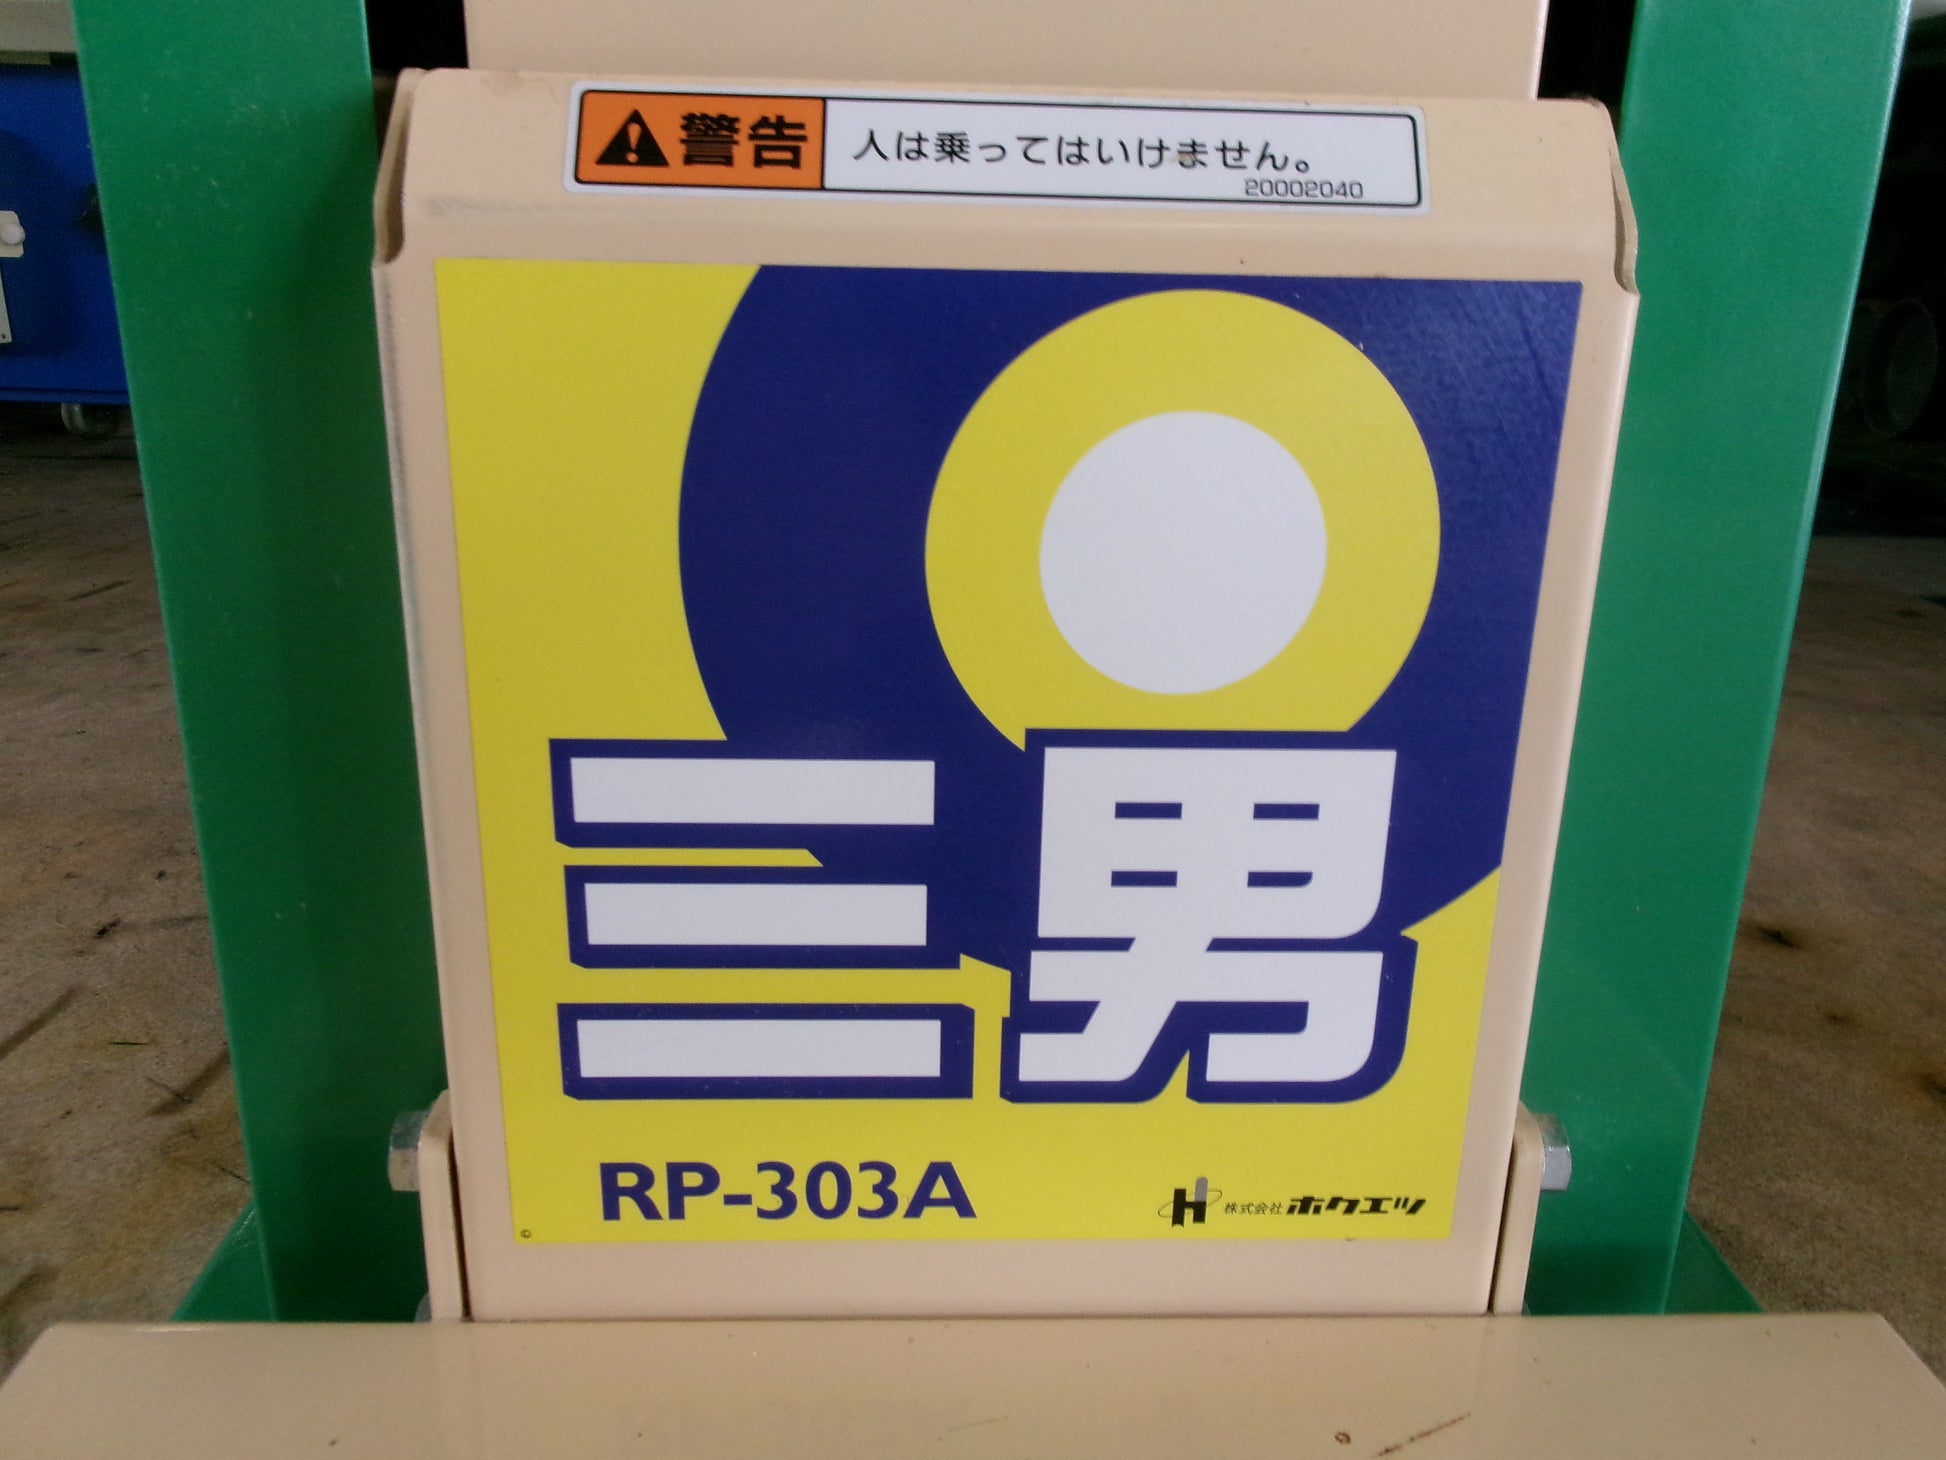 警告 人は乗ってはいけません。
20002040
三男
RP-303A
H 株式会社ホクエツ
©